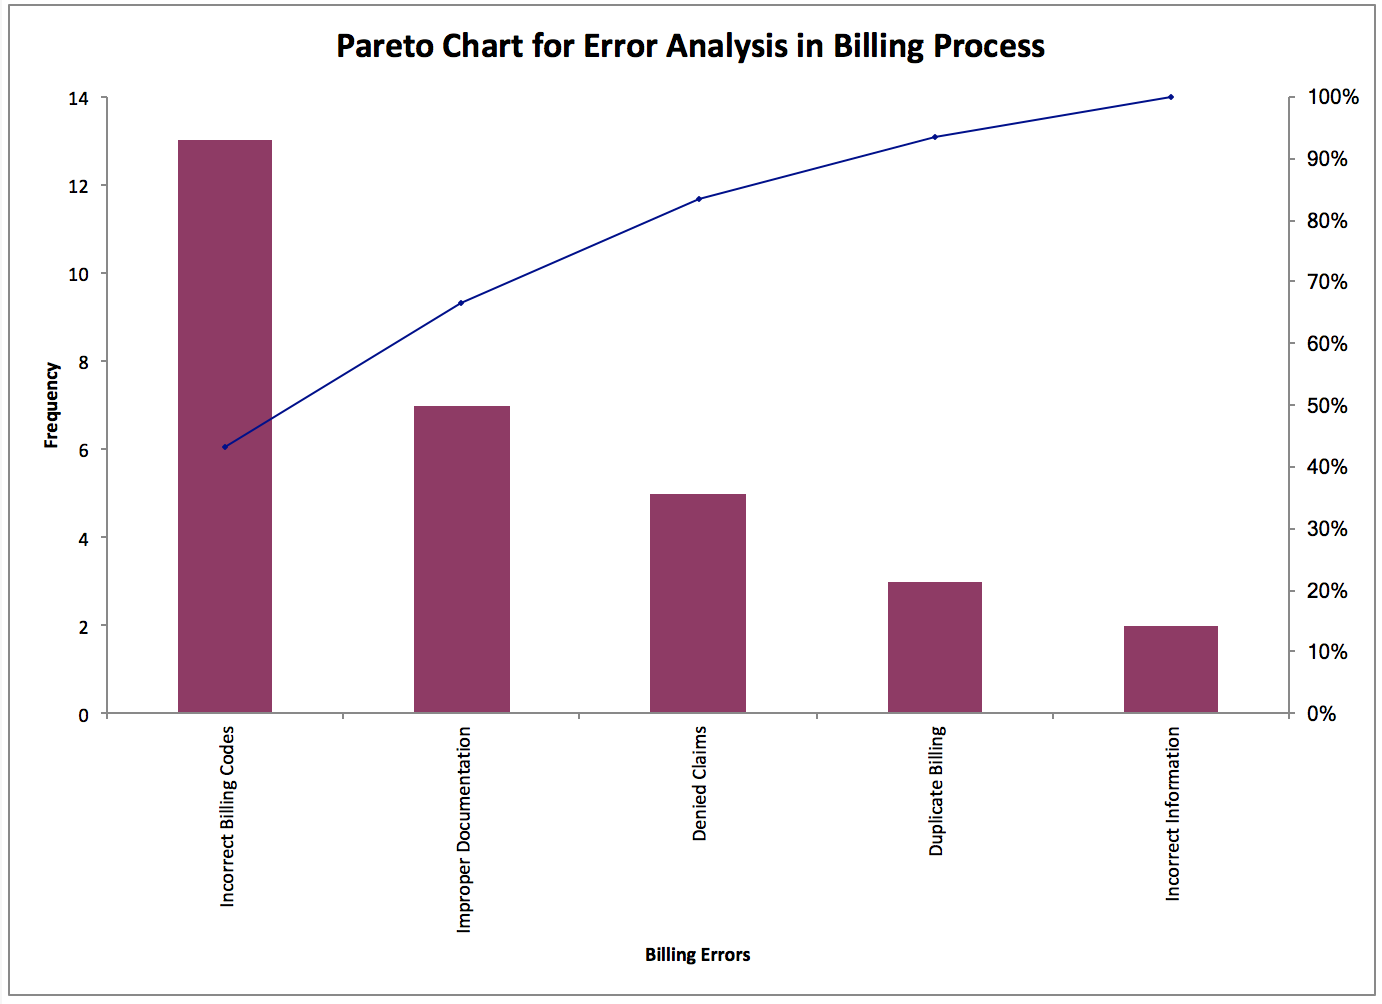 Pareto Chart for Error Analysis in Billing Process
14
12
10
8
6
4
2
0
Frequency
100%
90%
80%
70%
60%
50%
40%
30%
20%
10%
0%
Incorrect Billing Codes
Improper Documentation
Denied Claims
Duplicate Billing
Incorrect Information
Billing Errors